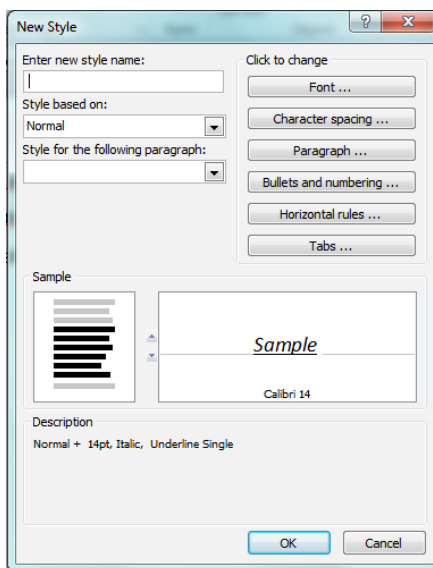 New Style
Enter new style name:
Style based on:
Normal
Style for the following paragraph:
Click to change
Font ...
Character spacing ...
Paragraph ...
Bullets and numbering ...
Horizontal rules ...
Tabs ...
Sample
Sample
Calibri 14
Description
Normal + 14pt, Italic, Underline Single
OK
Cancel